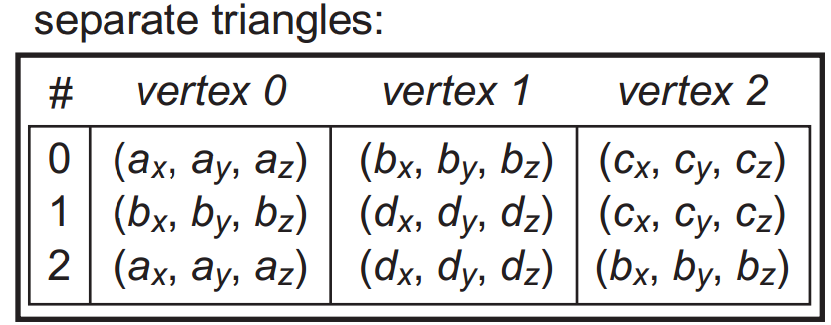 separate triangles:
# vertex 0 vertex 1 vertex 2
0 (ax, ay, az) (bx, by, bz) (cx, cy, cz)
1 (bx, by, bz) (dx, dy, dz) (cx, cy, cz)
2 (ax, ay, az) (dx, dy, dz) (bx, by, bz)